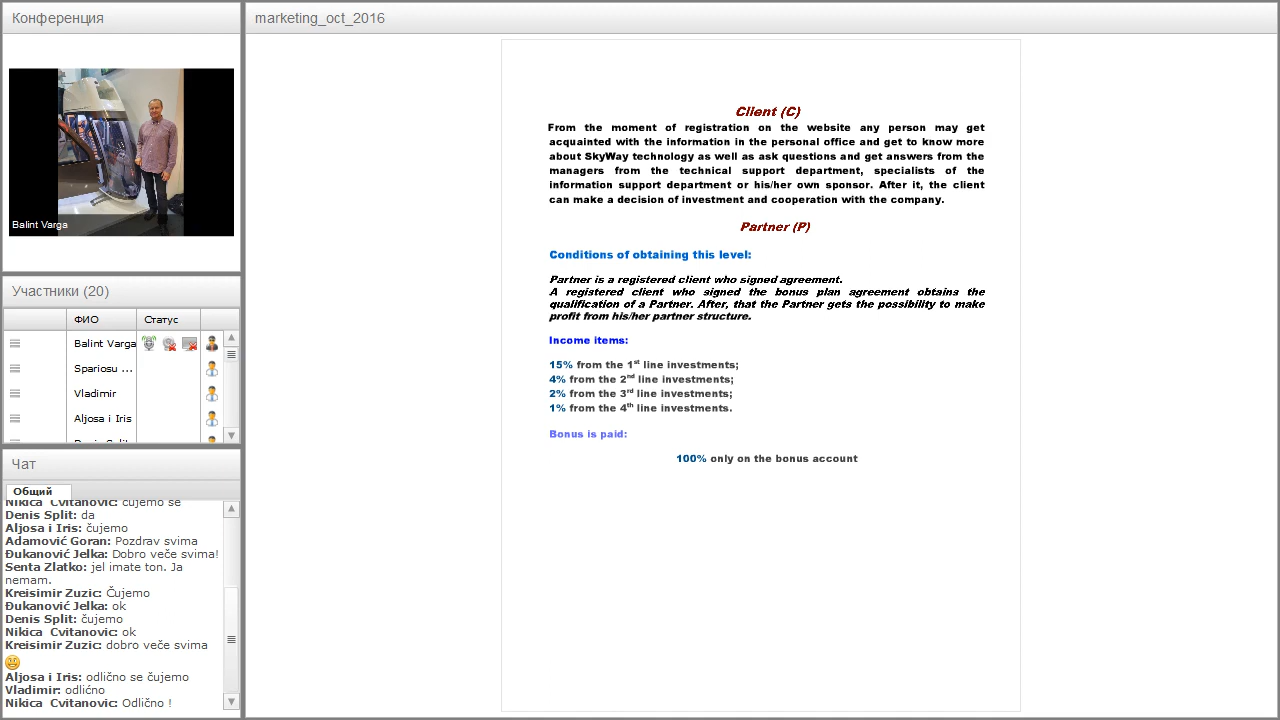 Конференция
Balint Varga
Участники (20)
ФИО Статус
Balint Varga
Spariosu ...
Vladimir
Aljosa i Iris
Чат
Общий
Nikica Cvitanovic: čujemo se
Denis Split: da
Aljosa i Iris: čujemo
Adamović Goran: Pozdrav svima
Đukanović Jelka: Dobro veče svima!
Senta Zlatko: jel imate ton. Ja
nemam.
Kreisimir Zuzic: Čujemo
Đukanović Jelka: ok
Denis Split: čujemo
Nikica Cvitanovic: ok
Kreisimir Zuzic: dobro veče svima
Aljosa i Iris: odlično se čujemo
Vladimir: odlićno
Nikica Cvitanovic: Odlično !
marketing_oct_2016
Client (C)
From the moment of registration on the website any person may get
acquainted with the information in the personal office and get to know more
about SkyWay technology as well as ask questions and get answers from the
managers from the technical support department, specialists of the
information support department or his/her own sponsor. After it, the client
can make a decision of investment and cooperation with the company.
Partner (P)
Conditions of obtaining this level:
Partner is a registered client who signed agreement.
A registered client who signed the bonus plan agreement obtains the
qualification of a Partner. After, that the Partner gets the possibility to make
profit from his/her partner structure.
Income items:
15% from the 1st line investments;
4% from the 2nd line investments;
2% from the 3rd line investments;
1% from the 4th line investments.
Bonus is paid:
100% only on the bonus account